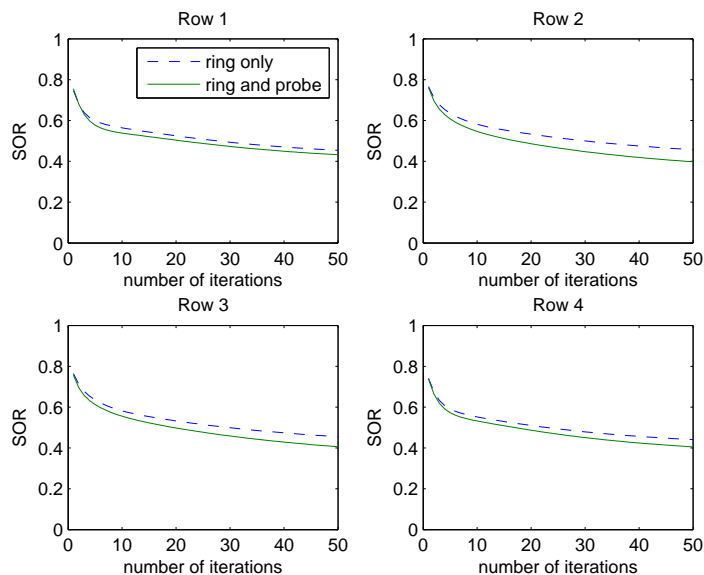 Row 1
1
0.8
0.6
0.4
0.2
0
SOR
ring only
ring and probe
0 10 20 30 40 50
number of iterations
Row 2
1
0.8
0.6
0.4
0.2
0
SOR
0 10 20 30 40 50
number of iterations
Row 3
1
0.8
0.6
0.4
0.2
0
SOR
0 10 20 30 40 50
number of iterations
Row 4
1
0.8
0.6
0.4
0.2
0
SOR
0 10 20 30 40 50
number of iterations